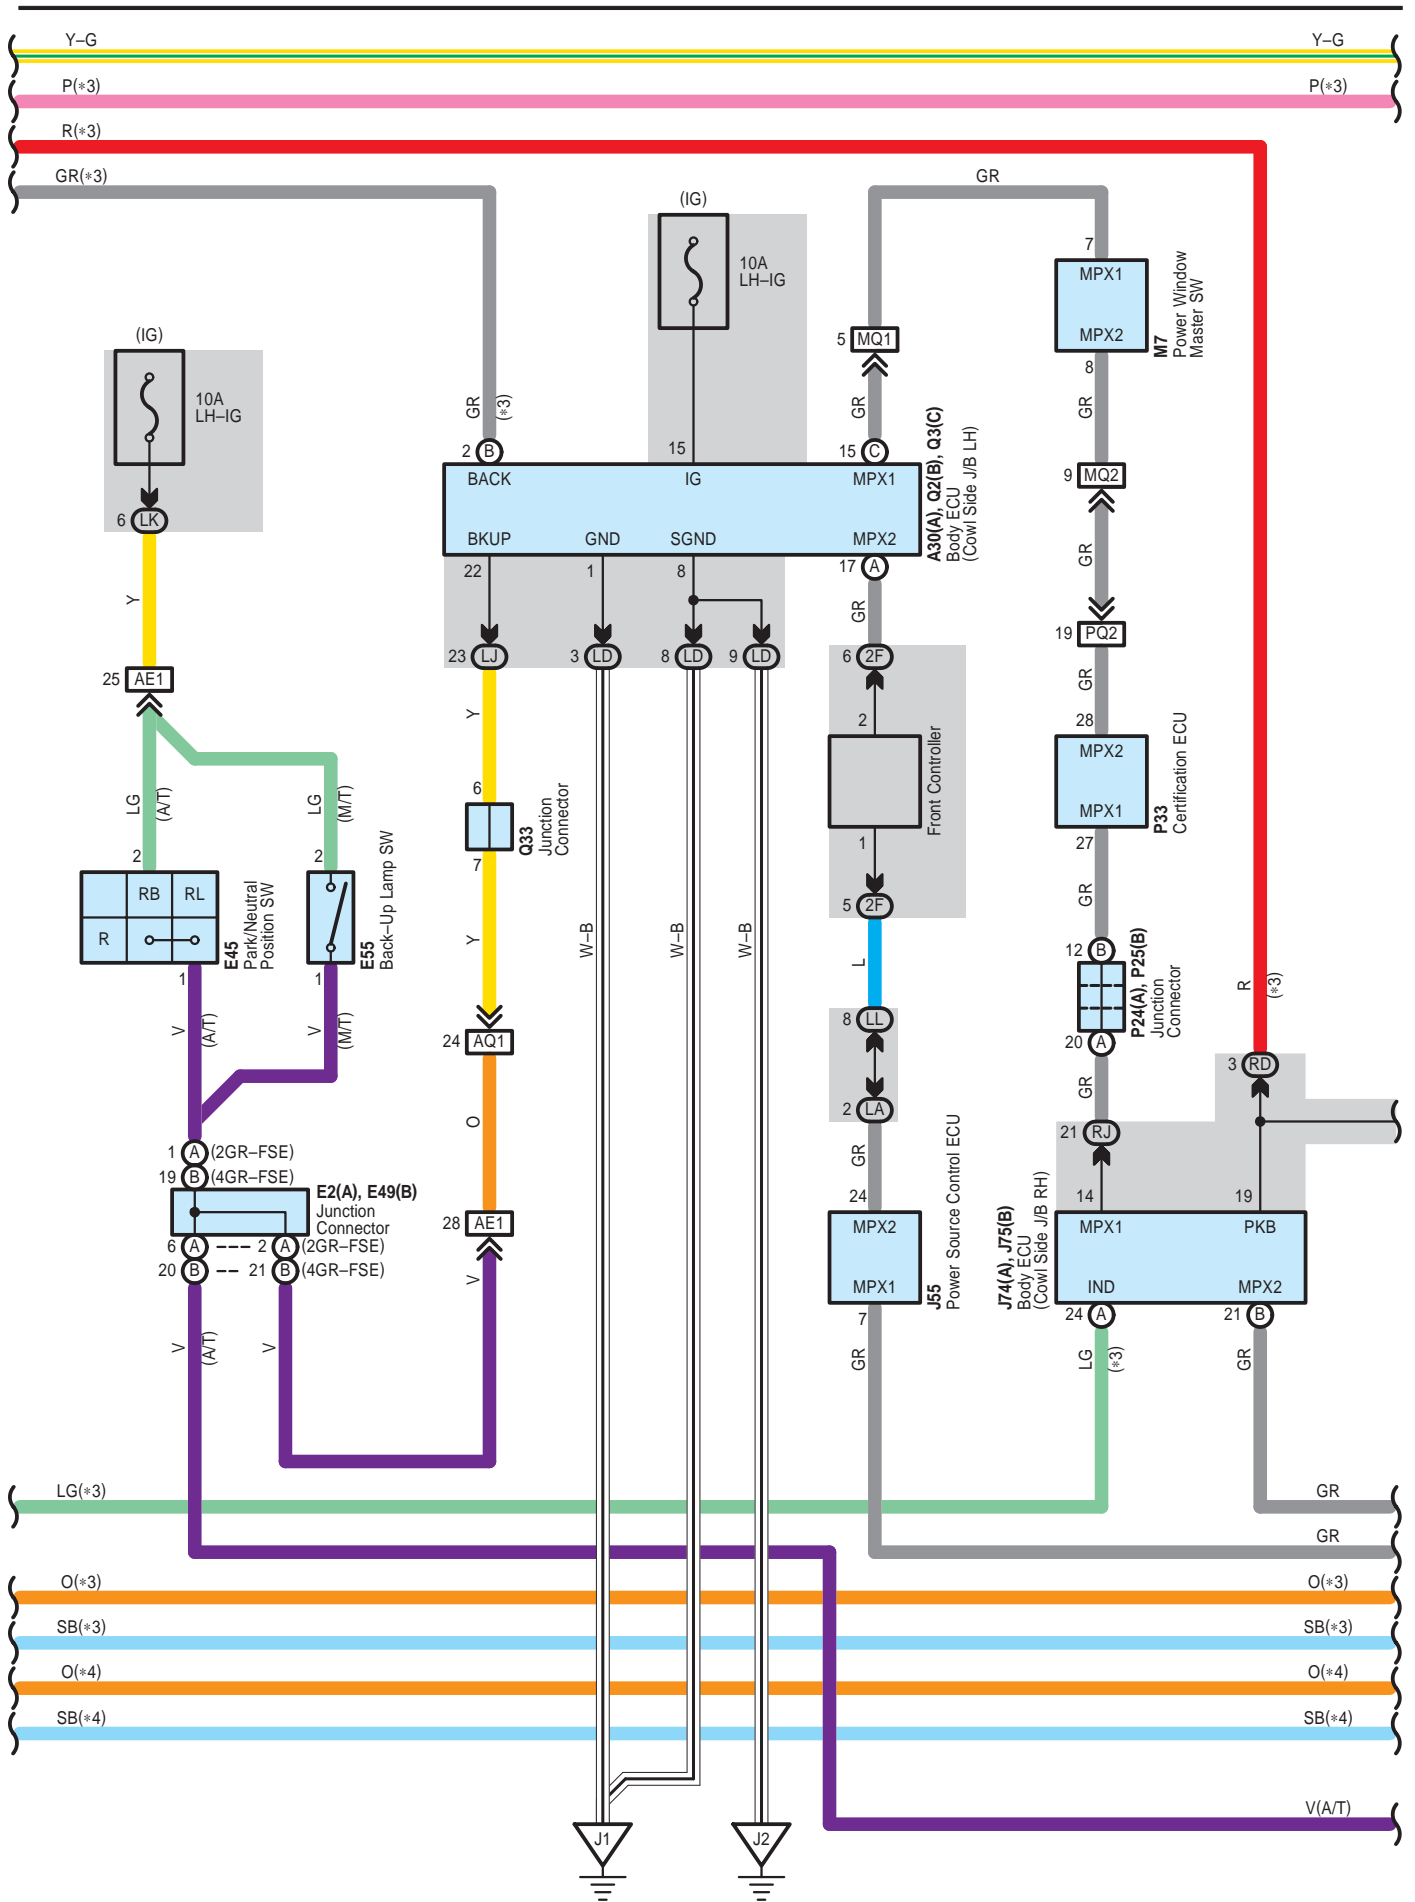 Y–G Y–G
P(∗3) P(∗3)
R(∗3)
GR(∗3)
GR
(IG)
10A
LH–IG
7
MPX1
MPX2
M7
Power Window
Master SW
8
5 MQ1
(IG)
10A
LH–IG
6 LK
GR
(∗3)
2 B
15
GR
15 C
GR
9 MQ2
BACK
IG
MPX1
BKUP
GND
SGND
MPX2
A30(A), Q2(B), Q3(C)
Body ECU
(Cowl Side J/B LH)
22
1
8
17 A
GR
GR
Y
23 LJ
3 LD
8 LD
9 LD
6 2F
19 PQ2
GR
25 AE1
Y
2
Front Controller
1
5 2F
28
MPX2
MPX1
P33
Certification ECU
27
GR
LG
(A/T)
LG
(M/T)
6
Q33
Junction
Connector
7
2
RB RL
R
E45
Park/Neutral
Position SW
1
2
E55
Back–Up Lamp SW
1
Y
W–B
W–B
W–B
L
12 B
P24(A), P25(B)
Junction
Connector
20 A
R
(∗3)
V
(A/T)
V
(M/T)
24 AQ1
8 LL
2 LA
GR
3 RD
21 RJ
O
GR
1 A (2GR–FSE)
19 B (4GR–FSE)
E2(A), E49(B)
Junction
Connector
6 A 2 A (2GR–FSE)
20 B 21 B (4GR–FSE)
28 AE1
V
24
MPX2
MPX1
J55
Power Source Control ECU
7
14
19
MPX1
PKB
IND
MPX2
J74(A), J75(B)
Body ECU
(Cowl Side J/B RH)
24 A
21 B
V
(A/T)
V
GR
LG
(∗3)
GR
LG(∗3) GR
GR
O(∗3) O(∗3)
SB(∗3) SB(∗3)
O(∗4) O(∗4)
SB(∗4) SB(∗4)
V(A/T)
J1
J2